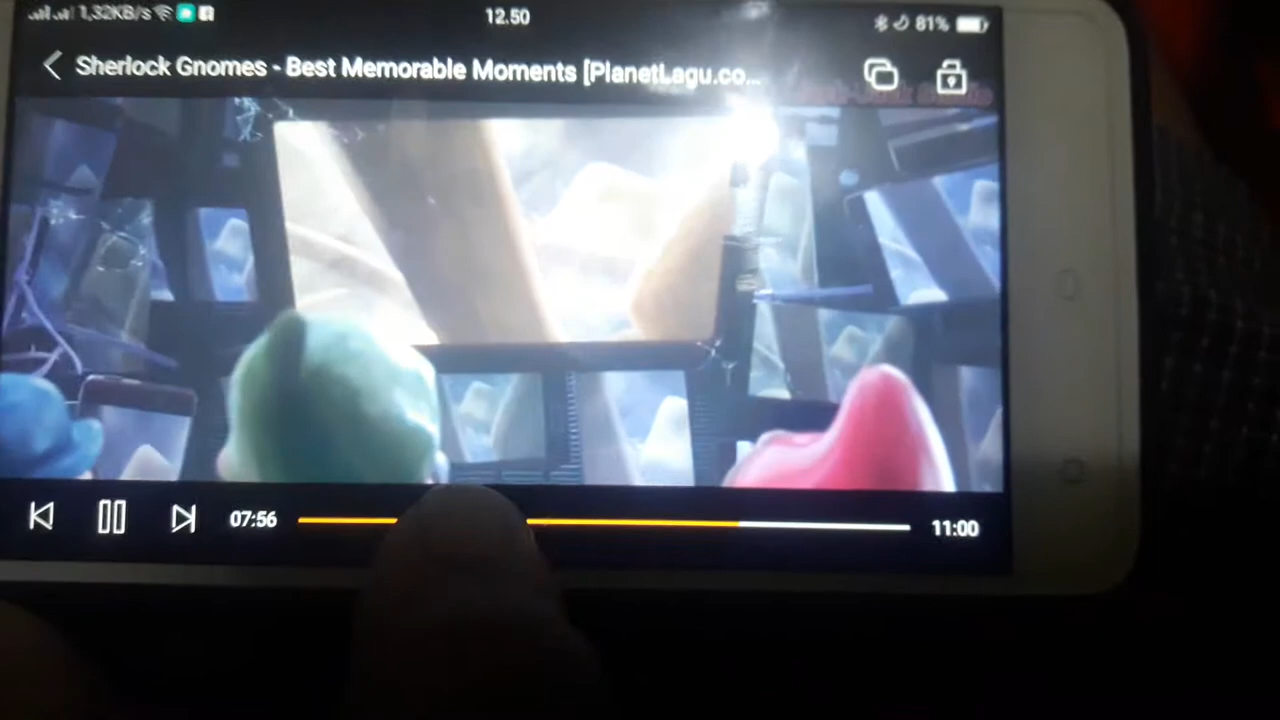 1,32KB/s 12.50 81%
Sherlock Gnomes - Best Memorable Moments [PlanetLagu.co...
07:56 11:00